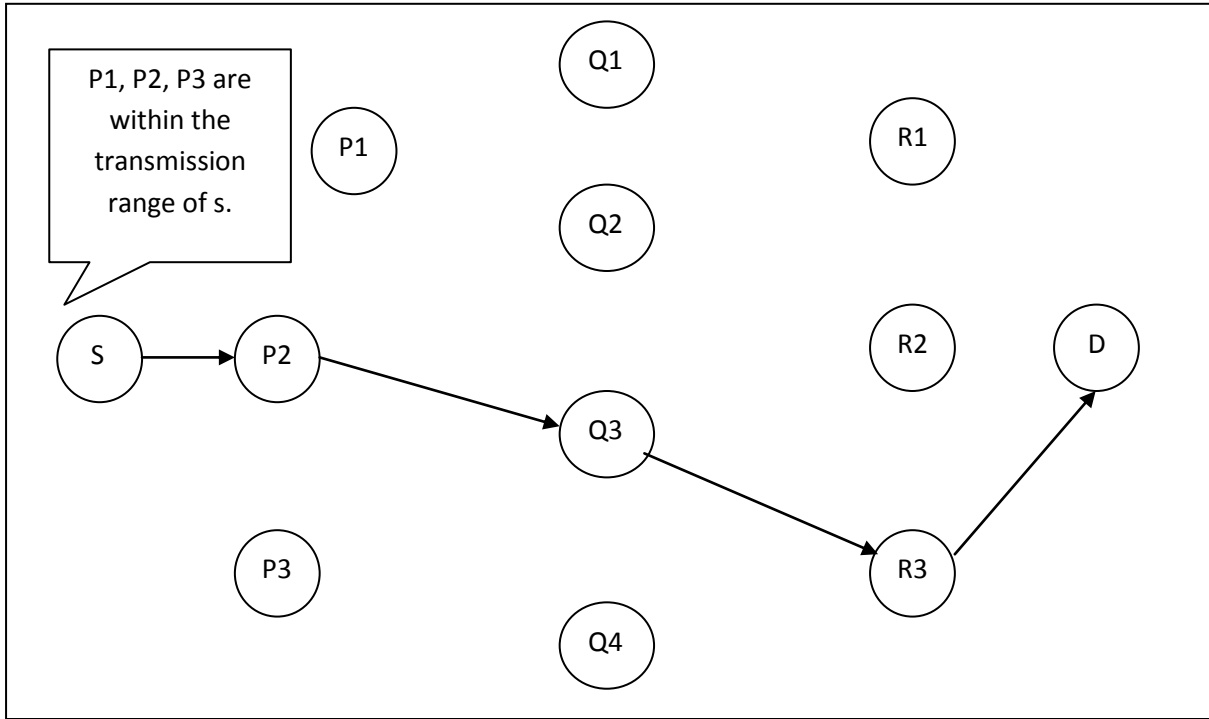 P1, P2, P3 are
within the
transmission
range of s.
Q1
P1
R1
Q2
S
P2
R2
D
Q3
P3
R3
Q4